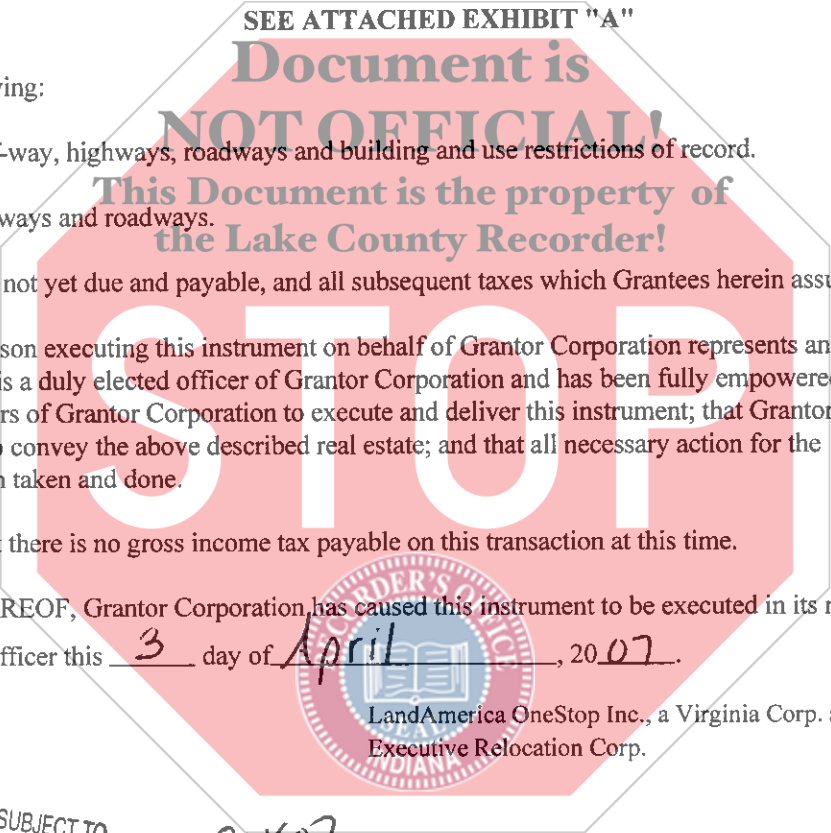 SEE ATTACHED EXHIBIT "A"
Document is
ving:
NOT OFFICIAL!
-way, highways, roadways and building and use restrictions of record.
This Document is the property of
ways and roadways.
the Lake County Recorder!
not yet due and payable, and all subsequent taxes which Grantees herein assu
STOP
son executing this instrument on behalf of Grantor Corporation represents an
is a duly elected officer of Grantor Corporation and has been fully empowere
rs of Grantor Corporation to execute and deliver this instrument; that Grantor
o convey the above described real estate; and that all necessary action for the
n taken and done.
t there is no gross income tax payable on this transaction at this time.
REOF, Grantor Corporation has caused this instrument to be executed in its n
fficer this 3 day of April, 2007.
CORDER'S OFFICE
SEAL
INDIANA
LandAmerica OneStop Inc., a Virginia Corp. a
Executive Relocation Corp.
SUBJECT TO